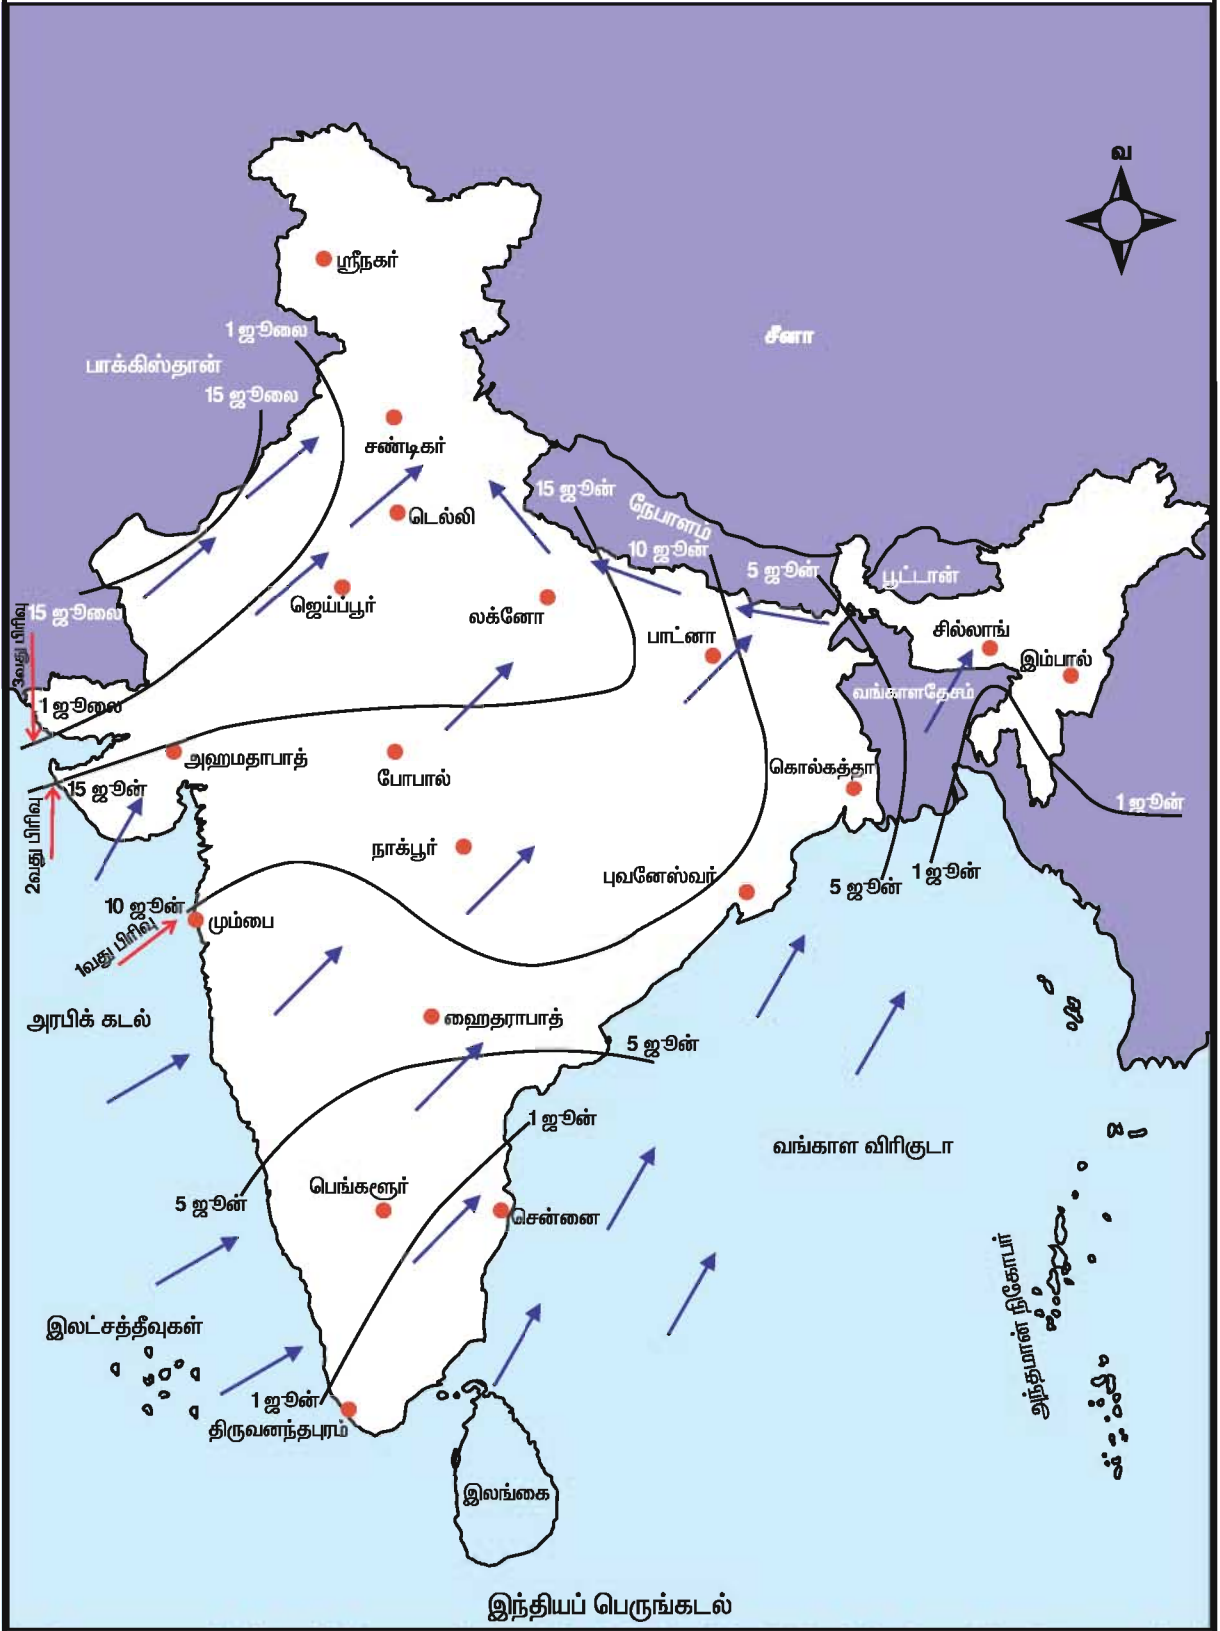 வ
ஸ்ரீநகர்
1 ஜூலை
சீனா
பாக்கிஸ்தான்
15 ஜூலை
சண்டிகர்
15 ஜூன்
நேபாளம்
டெல்லி
10 ஜூன்
5 ஜூன்
பூட்டான்
ஜெய்ப்பூர்
லக்னோ
15 ஜூலை
3வது பிரிவு
பாட்னா
சில்லாங்
இம்பால்
வங்காளதேசம்
1 ஜூலை
அஹமதாபாத்
போபால்
கொல்கத்தா
15 ஜூன்
2வது பிரிவு
1 ஜூன்
நாக்பூர்
புவனேஸ்வர்
5 ஜூன்
1 ஜூன்
10 ஜூன்
மும்பை
1வது பிரிவு
அரபிக் கடல்
ஹைதராபாத்
5 ஜூன்
1 ஜூன்
வங்காள விரிகுடா
பெங்களூர்
5 ஜூன்
சென்னை
அந்தமான் நிகோபர்
இலட்சத்தீவுகள்
1 ஜூன்
திருவனந்தபுரம்
இலங்கை
இந்தியப் பெருங்கடல்